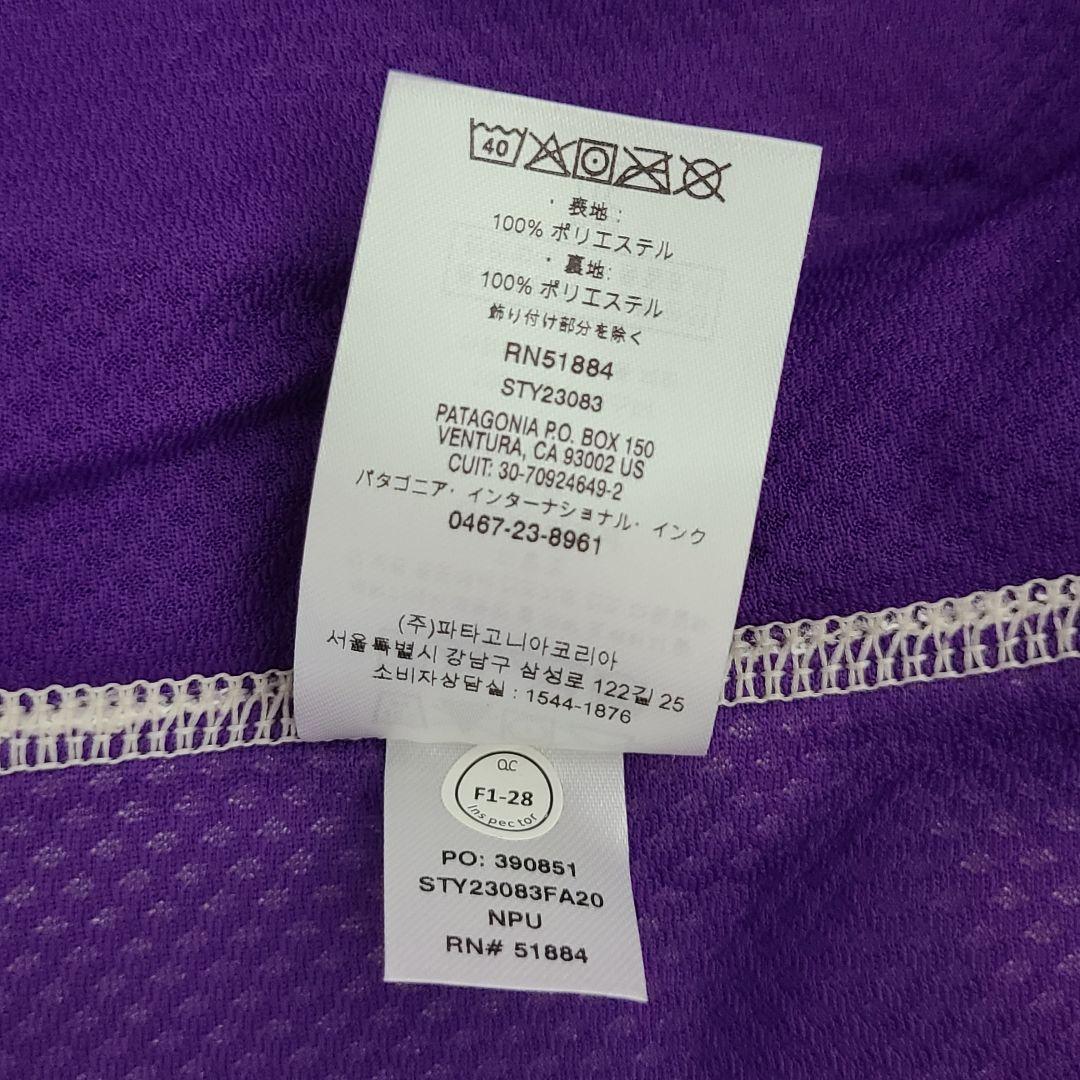 40
・表地:
100% ポリエステル
・裏地:
100% ポリエステル
飾り付け部分を除く
RN51884
STY23083
PATAGONIA P.O. BOX 150
VENTURA, CA 93002 US
CUIT: 30-70924649-2
パタゴニア・インターナショナル・インク
0467-23-8961
(주)파타고니아코리아
서울특별시 강남구 삼성로 122길 25
소비자상담실 : 1544-1876
QC
F1-28
Inspector
PO: 390851
STY23083FA20
NPU
RN# 51884